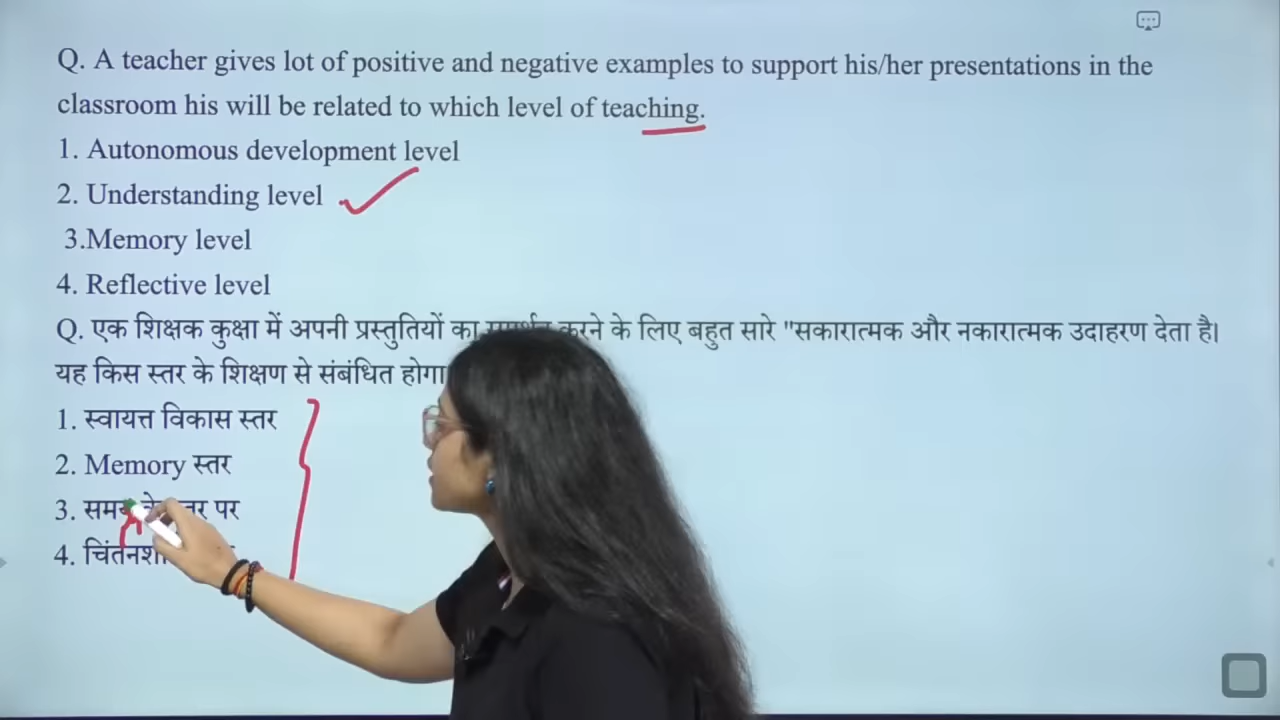 Q. A teacher gives lot of positive and negative examples to support his/her presentations in the
classroom his will be related to which level of teaching.
1. Autonomous development level
2. Understanding level
3.Memory level
4. Reflective level
Q. एक शिक्षक कुक्षा में अपनी प्रस्तुतियों का करने के लिए बहुत सारे "सकारात्मक और नकारात्मक उदाहरण देता है।
यह किस स्तर के शिक्षण से संबंधित होगा
1. स्वायत्त विकास स्तर
2. Memory स्तर
3. पर
4.